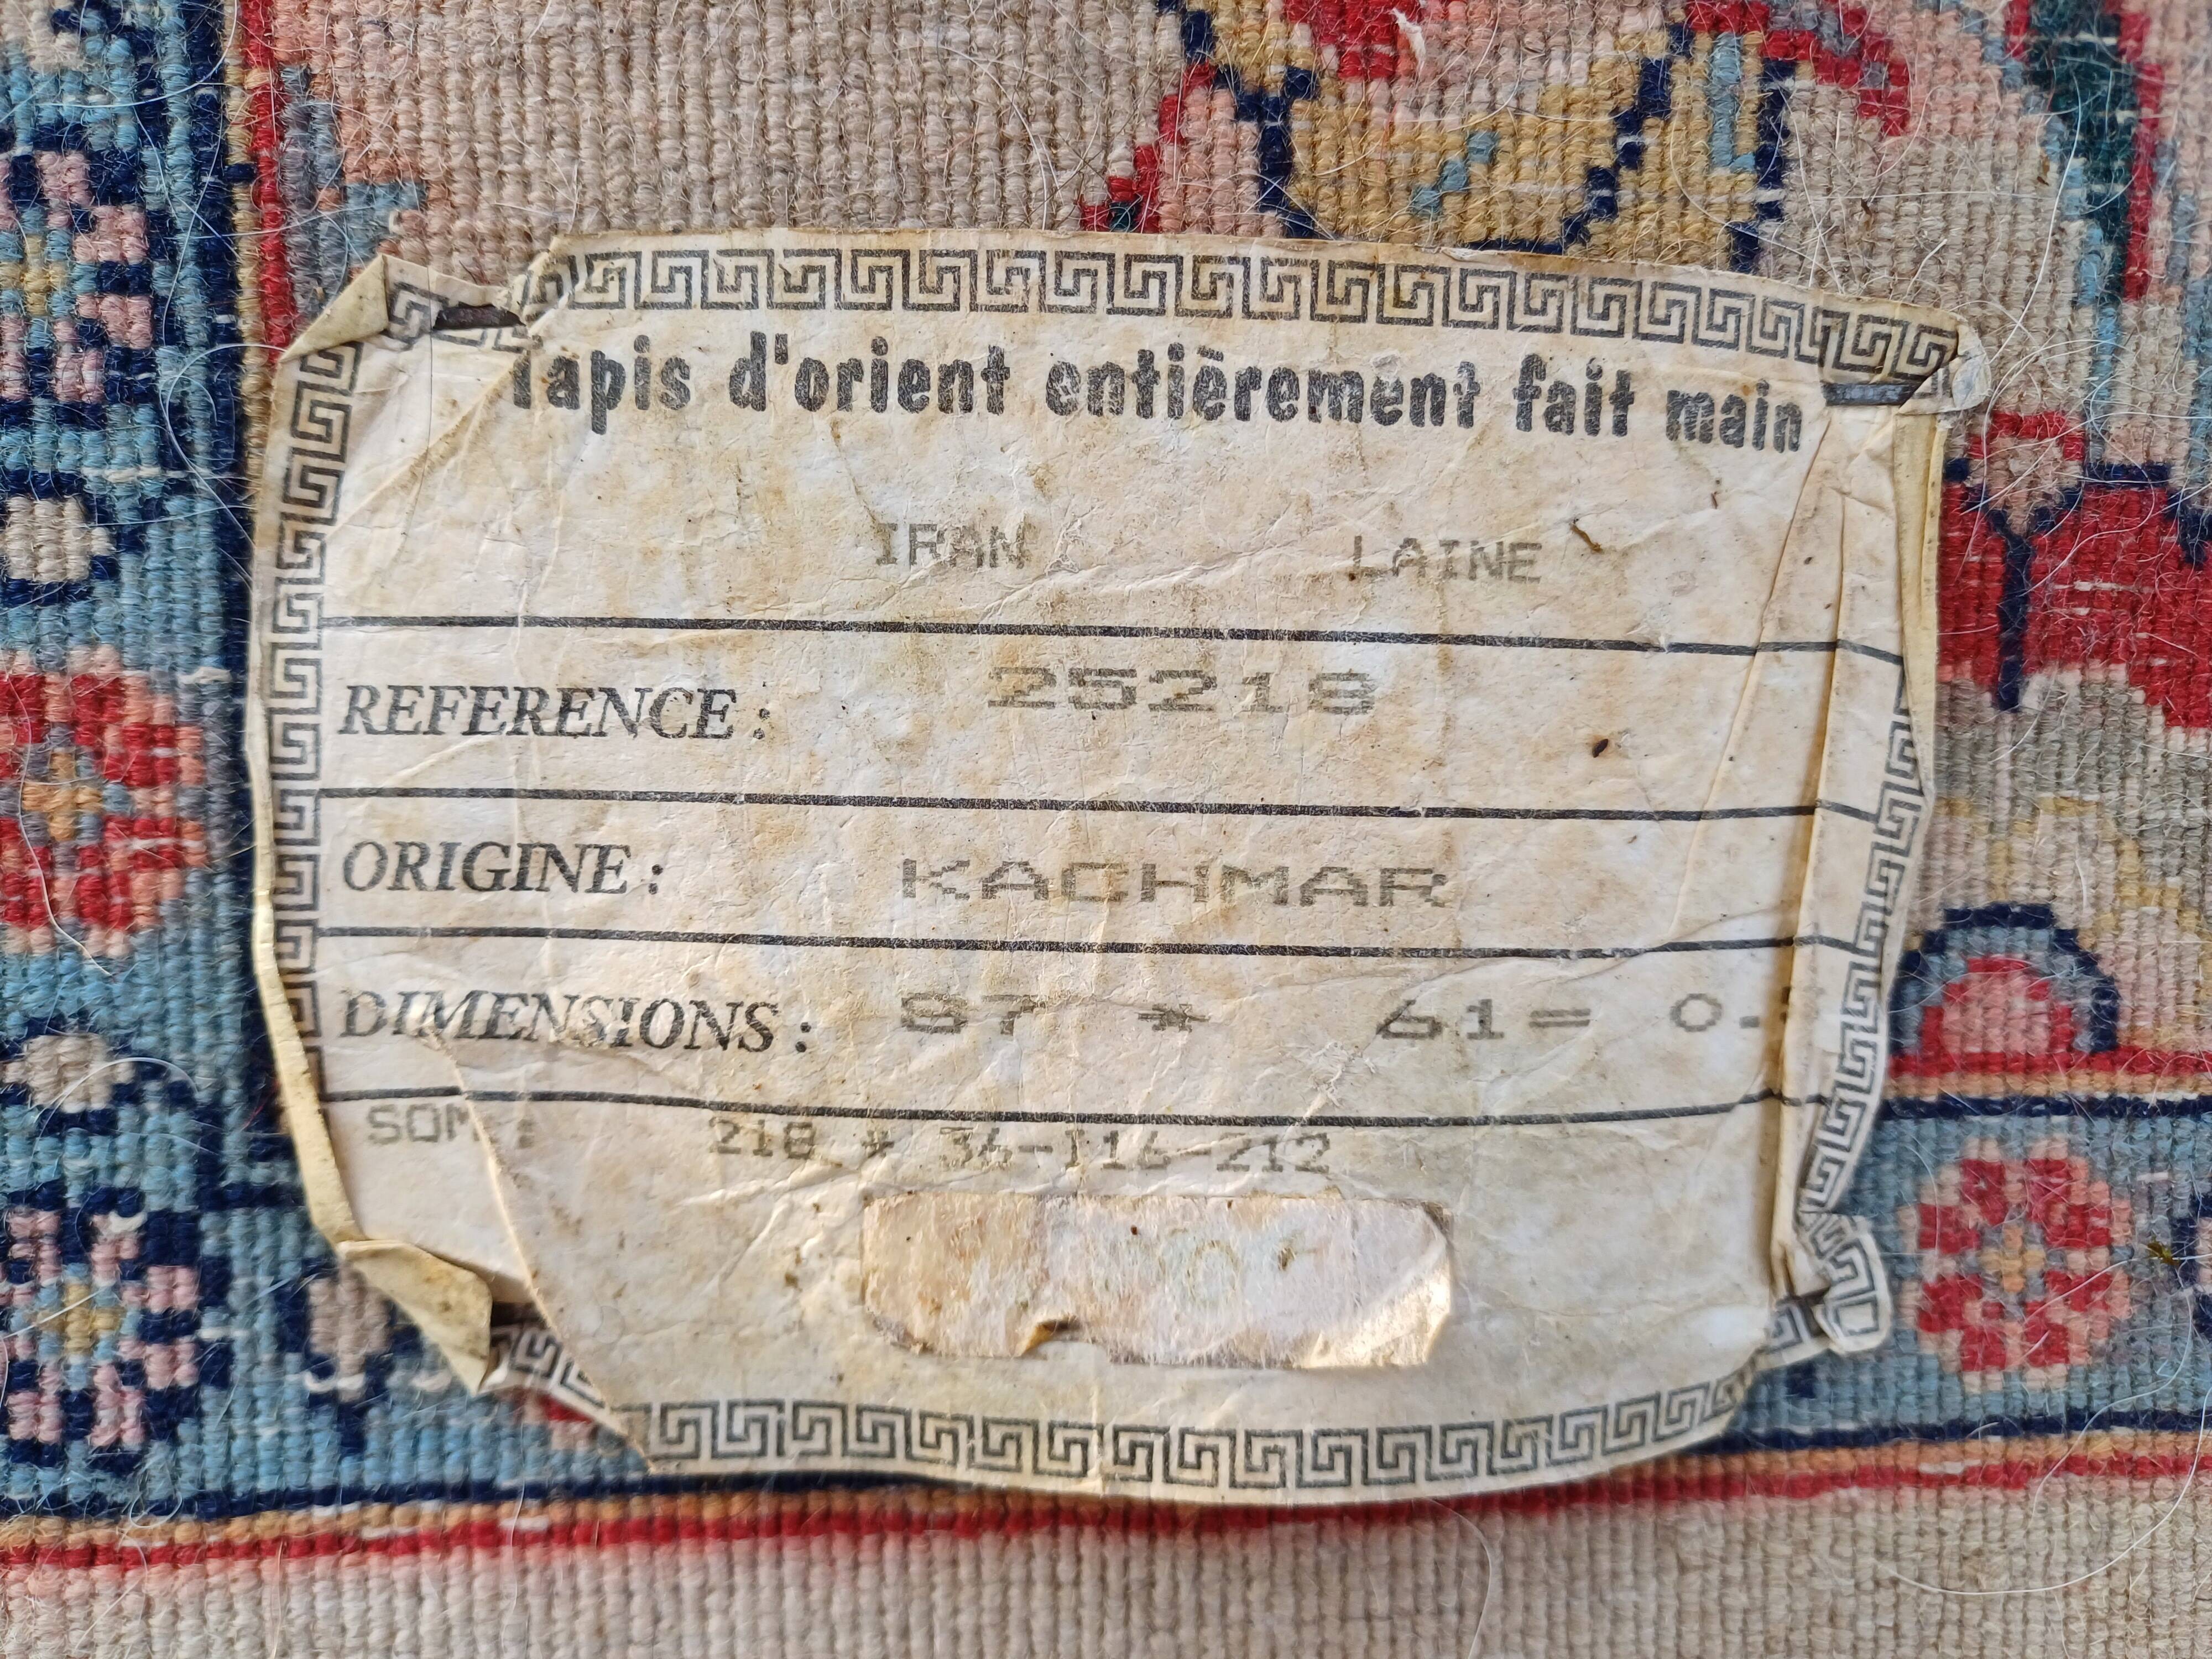 tapis d'orient entièrement fait main
IRAN LAINE
REFERENCE : 25218
ORIGINE : KACHMAR
DIMENSIONS : 87 * 61= 0.
SOM : 218 * 36-116-212